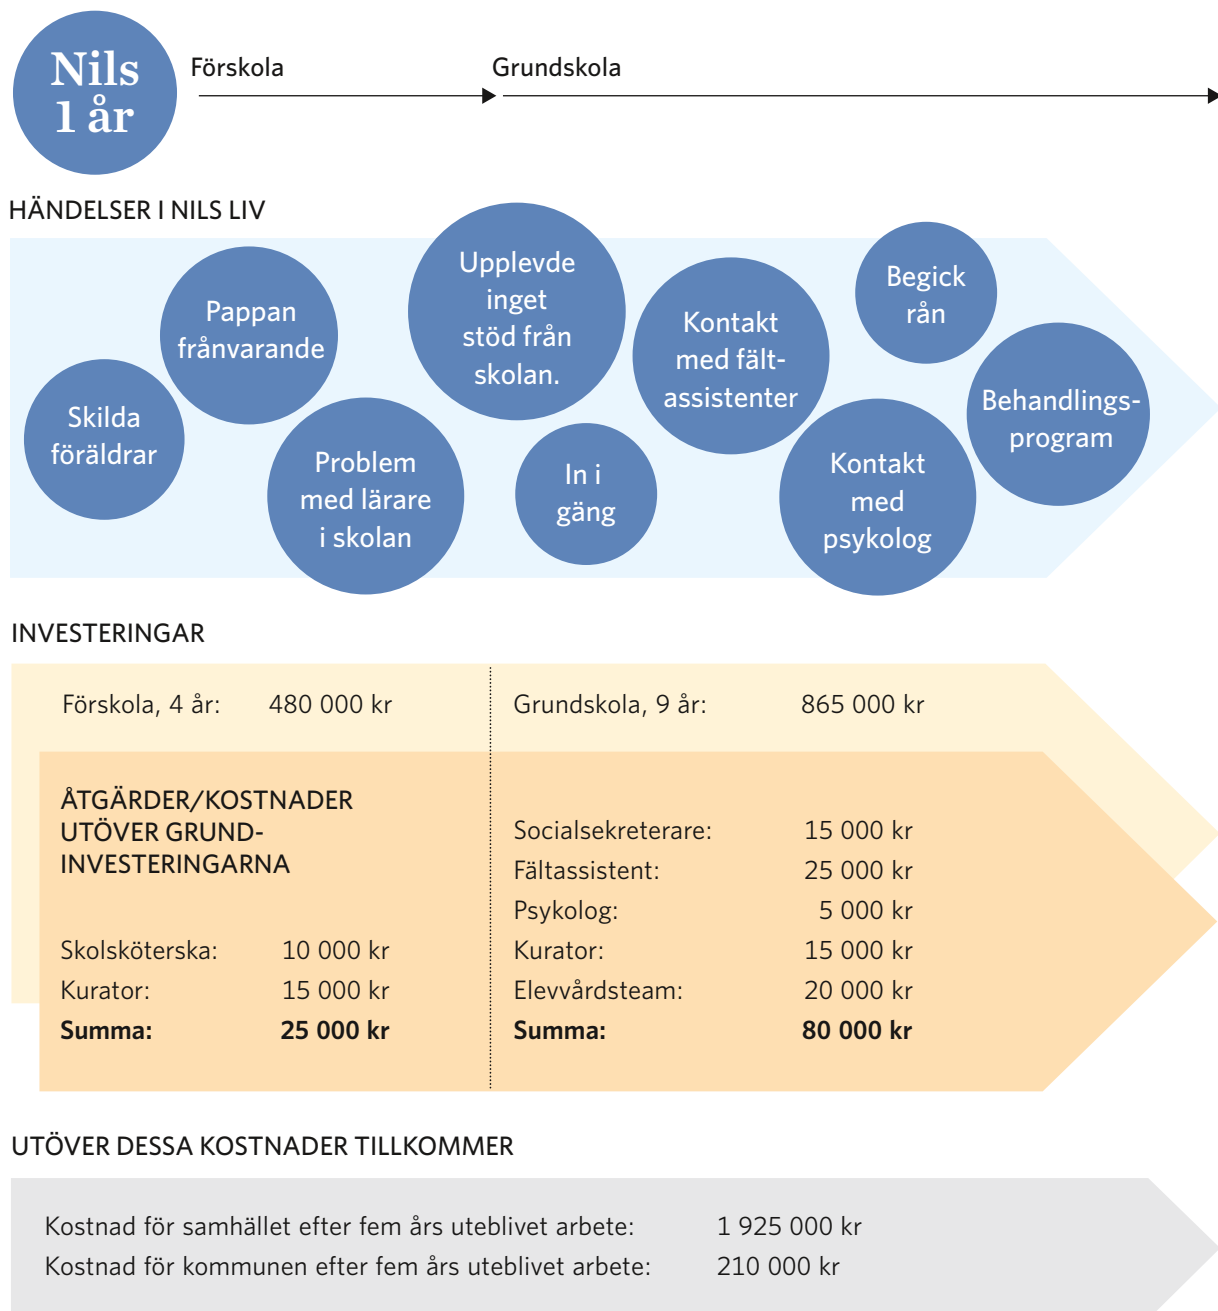 Nils
1 år
Förskola
Grundskola
HÄNDELSER I NILS LIV
Skilda
föräldrar
Pappan
frånvarande
Problem
med lärare
i skolan
Upplevde
inget
stöd från
skolan.
In i
gäng
Kontakt
med fält-
assistenter
Kontakt
med
psykolog
Begick
rån
Behandlings-
program
INVESTERINGAR
Förskola, 4 år: 480 000 kr
Grundskola, 9 år: 865 000 kr
ÅTGÄRDER/KOSTNADER
UTÖVER GRUND-
INVESTERINGARNA
Skolsköterska: 10 000 kr
Kurator: 15 000 kr
Summa: 25 000 kr
Socialsekreterare: 15 000 kr
Fältassistent: 25 000 kr
Psykolog: 5 000 kr
Kurator: 15 000 kr
Elevvårdsteam: 20 000 kr
Summa: 80 000 kr
UTÖVER DESSA KOSTNADER TILLKOMMER
Kostnad för samhället efter fem års uteblivet arbete: 1 925 000 kr
Kostnad för kommunen efter fem års uteblivet arbete: 210 000 kr